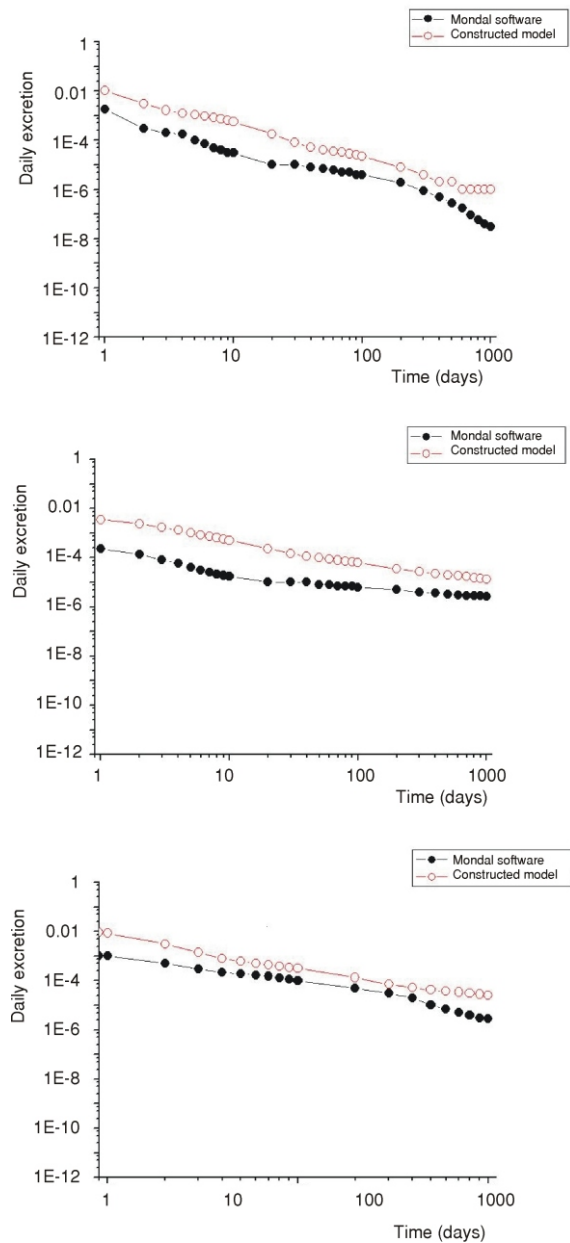 Mondal software
Constructed model
1
0.01
1E-4
1E-6
1E-8
1E-10
1E-12
Daily excretion
1 10 100 1000
Time (days)
Mondal software
Constructed model
1
0.01
1E-4
1E-6
1E-8
1E-10
1E-12
Daily excretion
1 10 100 1000
Time (days)
Mondal software
Constructed model
1
0.01
1E-4
1E-6
1E-8
1E-10
1E-12
Daily excretion
1 10 100 1000
Time (days)